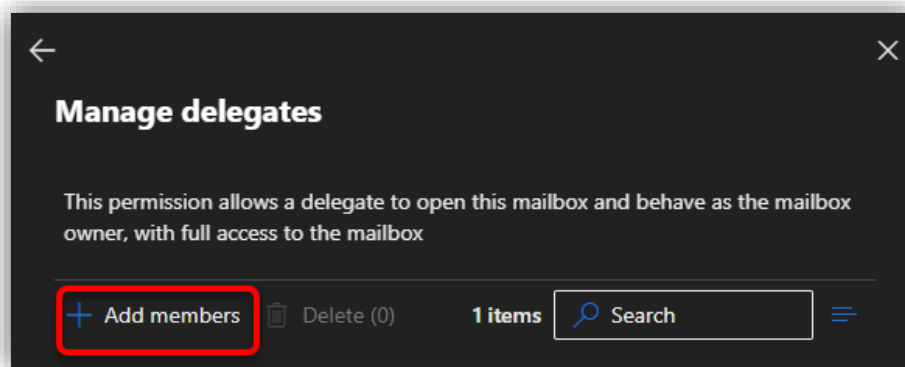 Manage delegates
This permission allows a delegate to open this mailbox and behave as the mailbox
owner, with full access to the mailbox
Add members Delete (0) 1 items Search